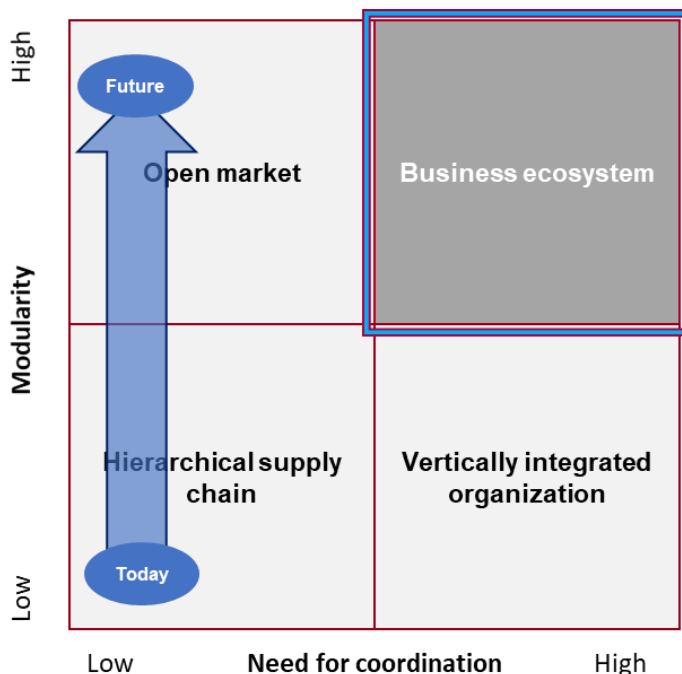 High
Future
Open market
Business ecosystem
Modularity
Hierarchical supply
chain
Vertically integrated
organization
Today
Low
Low
Need for coordination
High